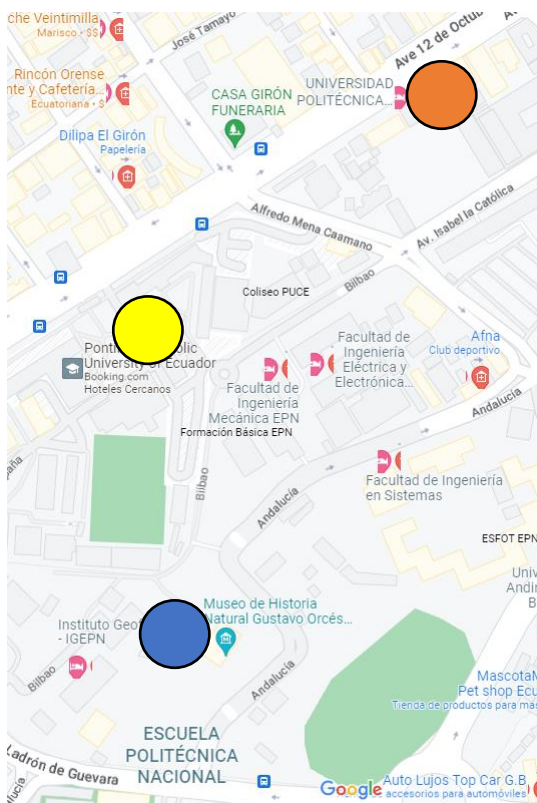 che Veintimilla
Marisco • $$
José Tamayo
Ave 12 de Octu
Rincón Orense
nte y Cafetería...
Ecuatoriana • $
CASA GIRÓN
FUNERARIA
UNIVERSIDAD
POLITÉCNICA...
Dilipa El Girón
Papelería
Alfredo Mena Caamano
Av. Isabel la Católica
Bilbao
Coliseo PUCE
Pont
olic
University of Ecuador
Booking.com
Hoteles Cercanos
Facultad de
Ingeniería
Eléctrica y
Electrónica...
Afna
Club deportivo
Facultad de
Ingeniería
Mecánica EPN
Formación Básica EPN
Andalucía
Bilbao
Andalucía
Facultad de Ingeniería
en Sistemas
ESFOT EPN
Univ
Andi
B
Museo de Historia
Natural Gustavo Orcés...
Instituto Geo
- IGEPN
Bilbao
Andalucía
MascotaM
Pet shop Ecu
Tienda de productos para mas
ESCUELA
POLITÉCNICA
NACIONAL
Ladrón de Guevara
Google
Auto Lujos Top Car G.B
accesorios para automóviles